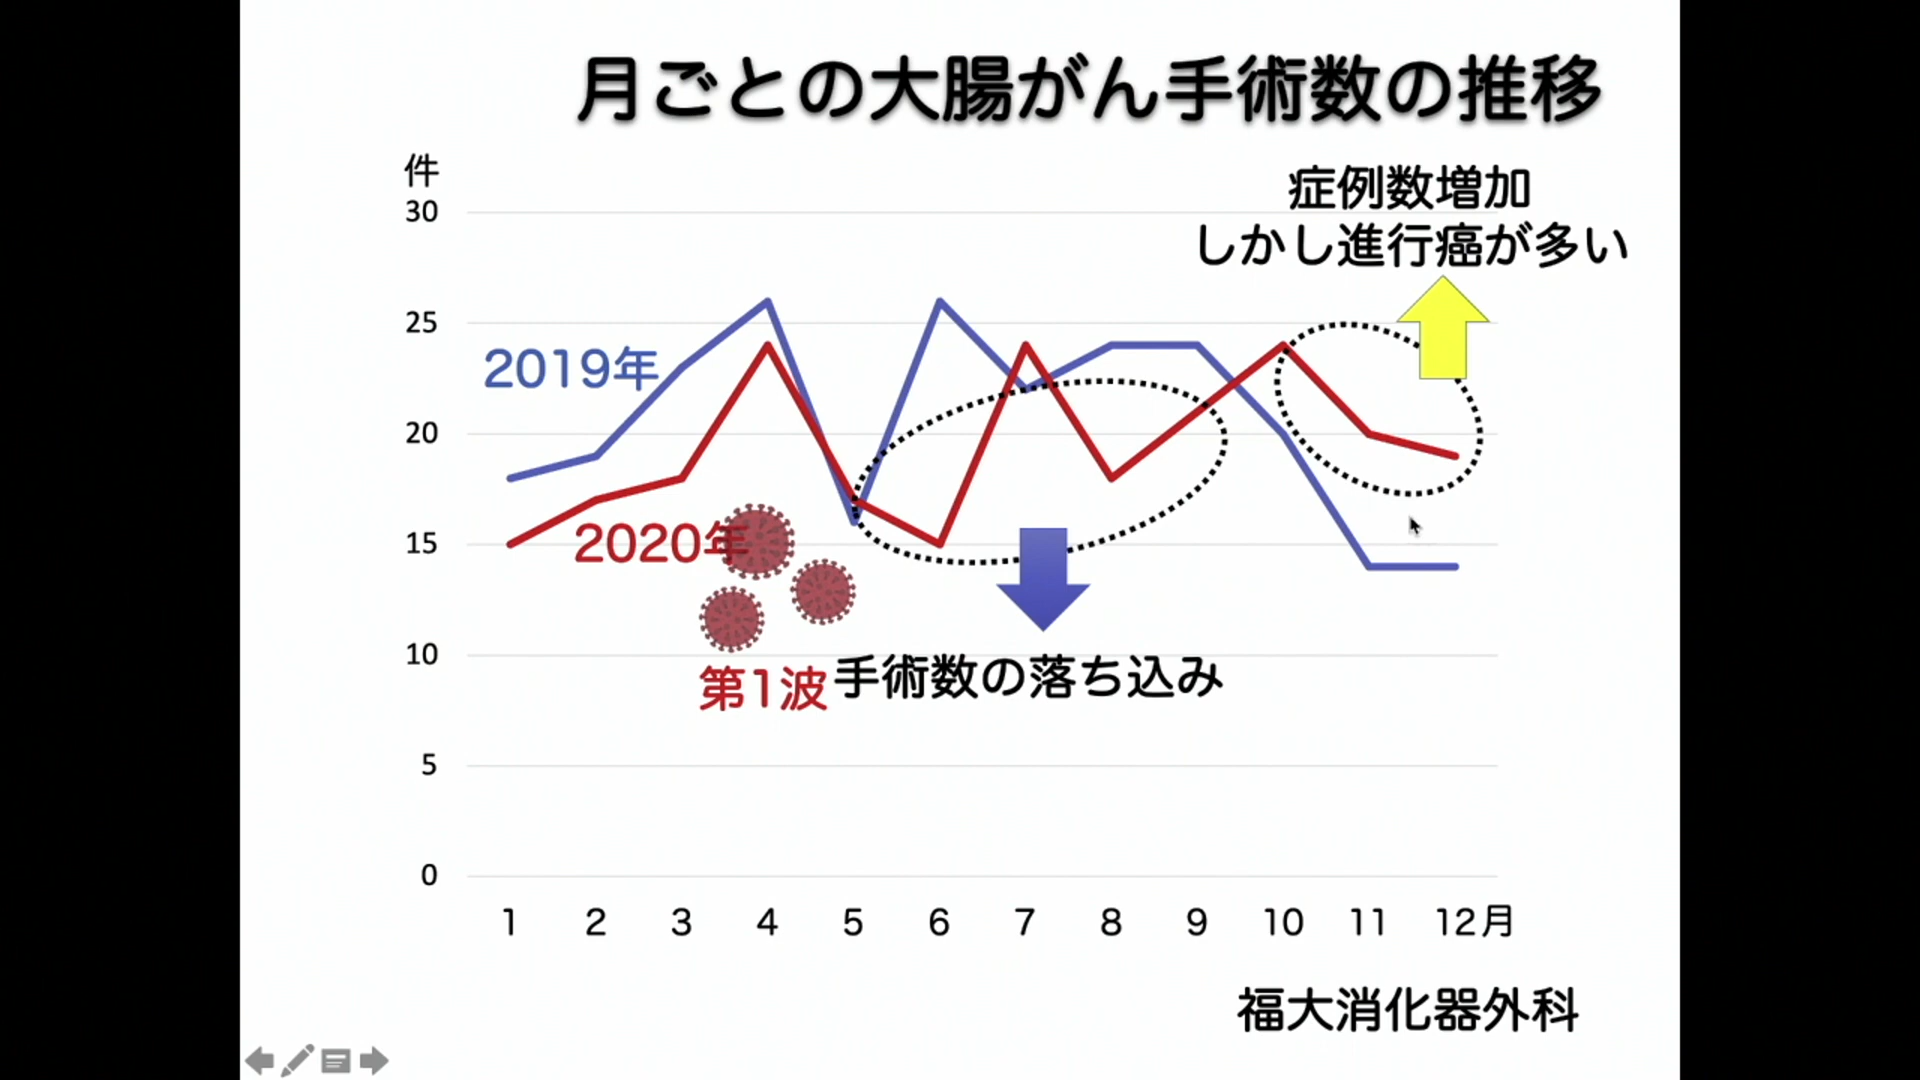 月ごとの大腸がん手術数の推移
件
症例数増加
しかし進行癌が多い
30
25
2019年
20
2020年
15
10
第1波
手術数の落ち込み
5
0
1 2 3 4 5 6 7 8 9 10 11 12月
福大消化器外科